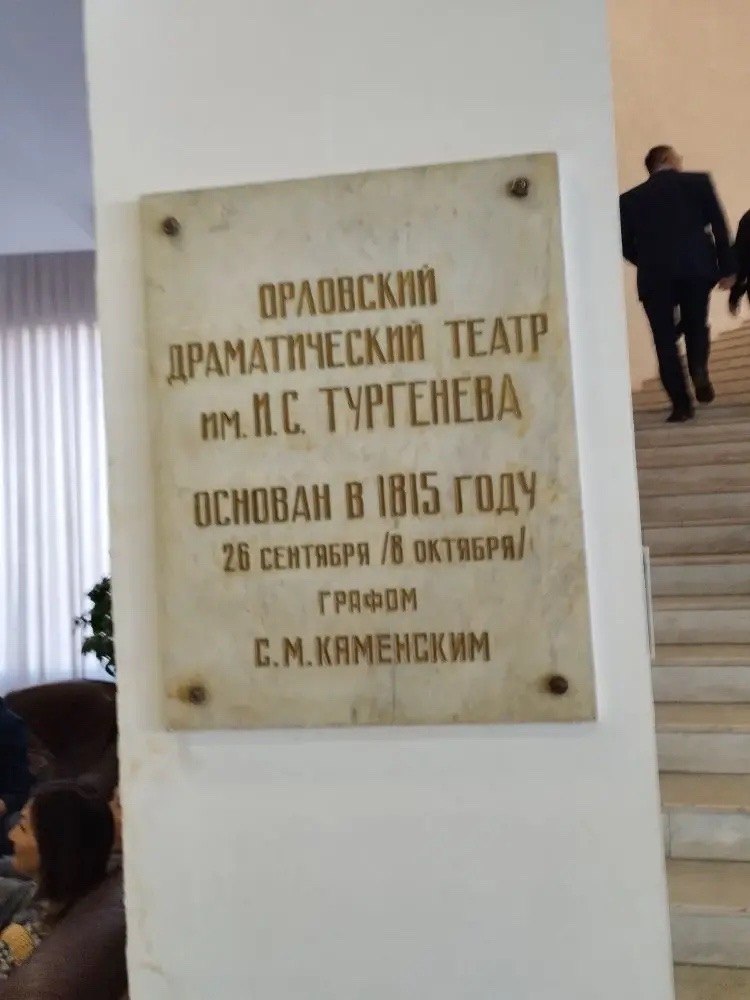 ОРЛОВСКИЙ
ДРАМАТИЧЕСКИЙ ТЕАТР
ИМ. И.С. ТУРГЕНЕВА
ОСНОВАН В 1815 ГОДУ
26 СЕНТЯБРЯ /8 ОКТЯБРЯ/
ГРАФОМ
С.М.КАМЕНСКИМ